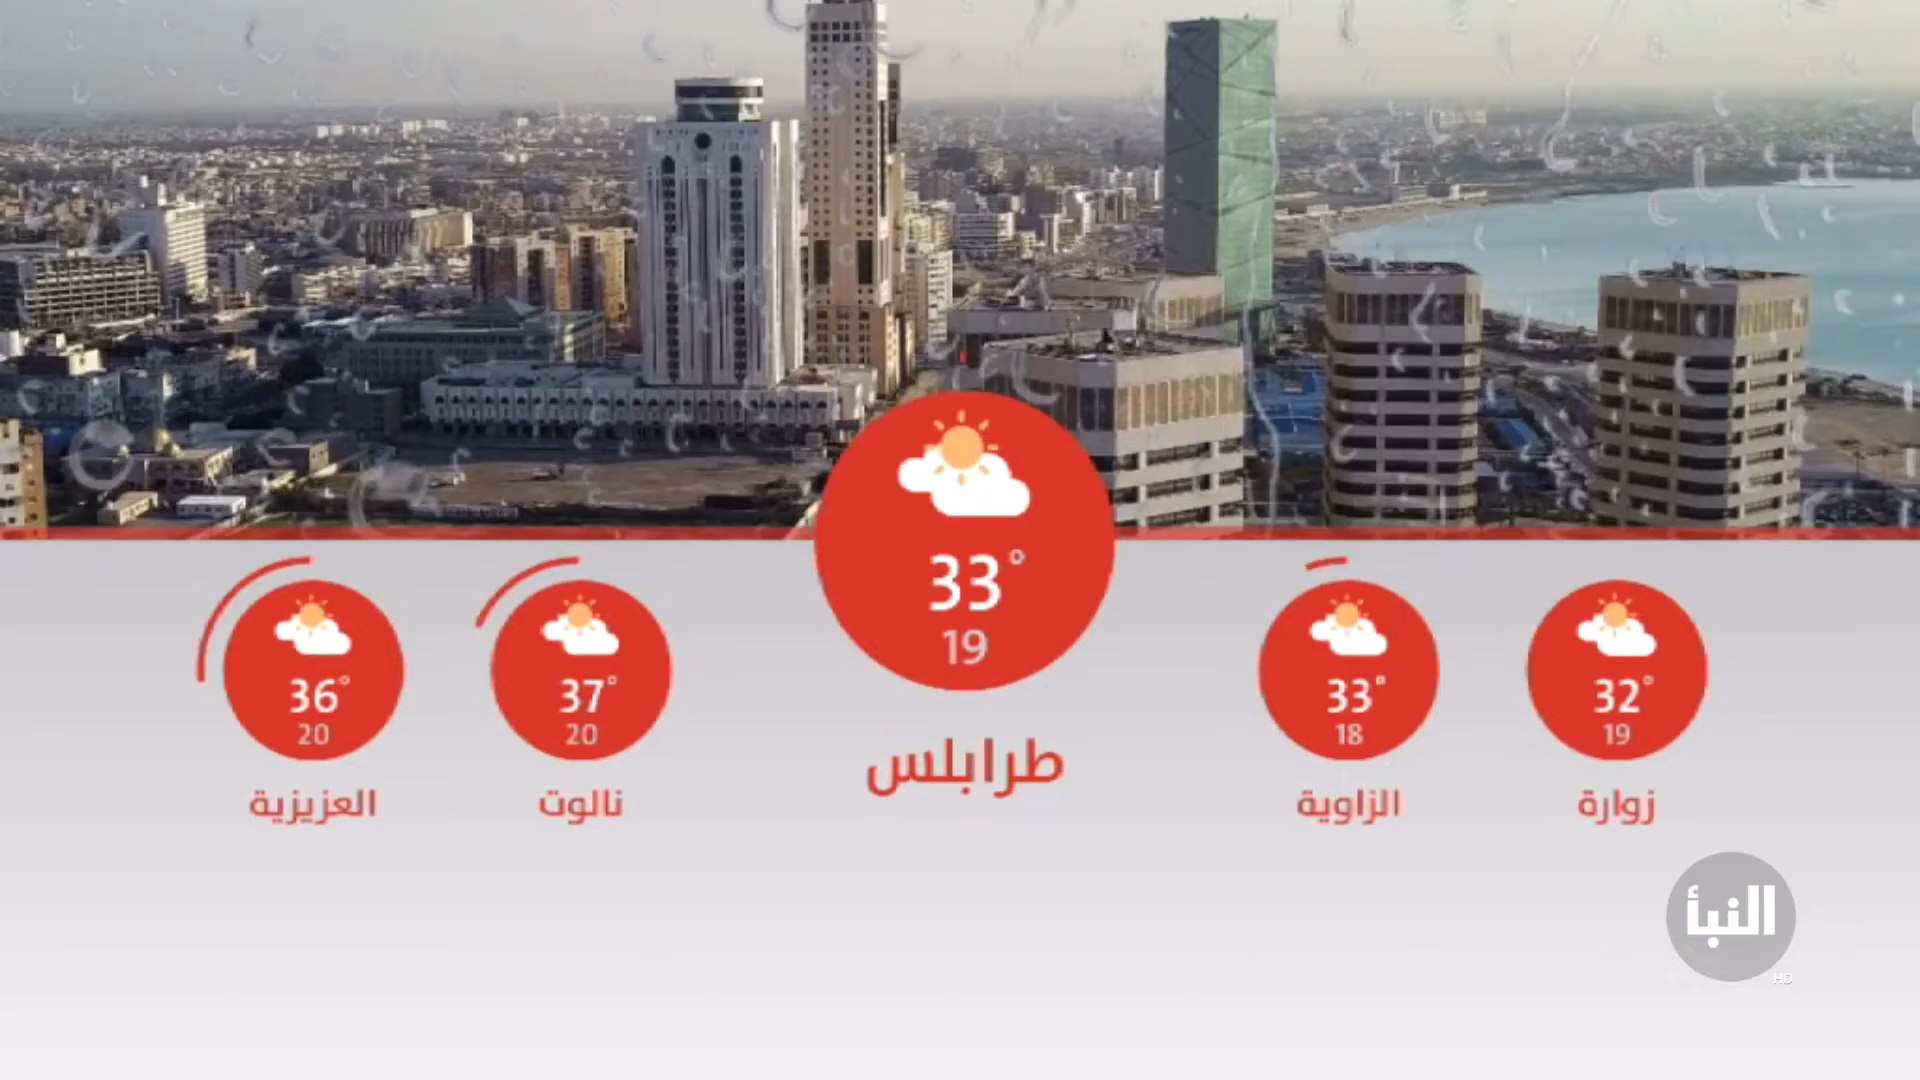 33°
19
طرابلس
32°
19
زوارة
33°
18
الزاوية
37°
20
نالوت
36°
20
العزيزية
النبأ
HD